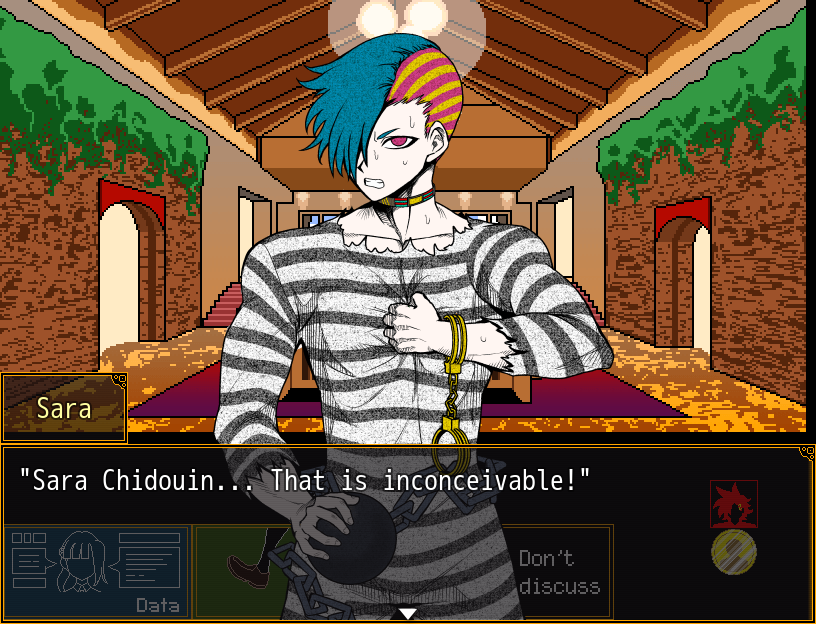 Sara
"Sara Chidouin... That is inconceivable!"
Data
Don't
discuss